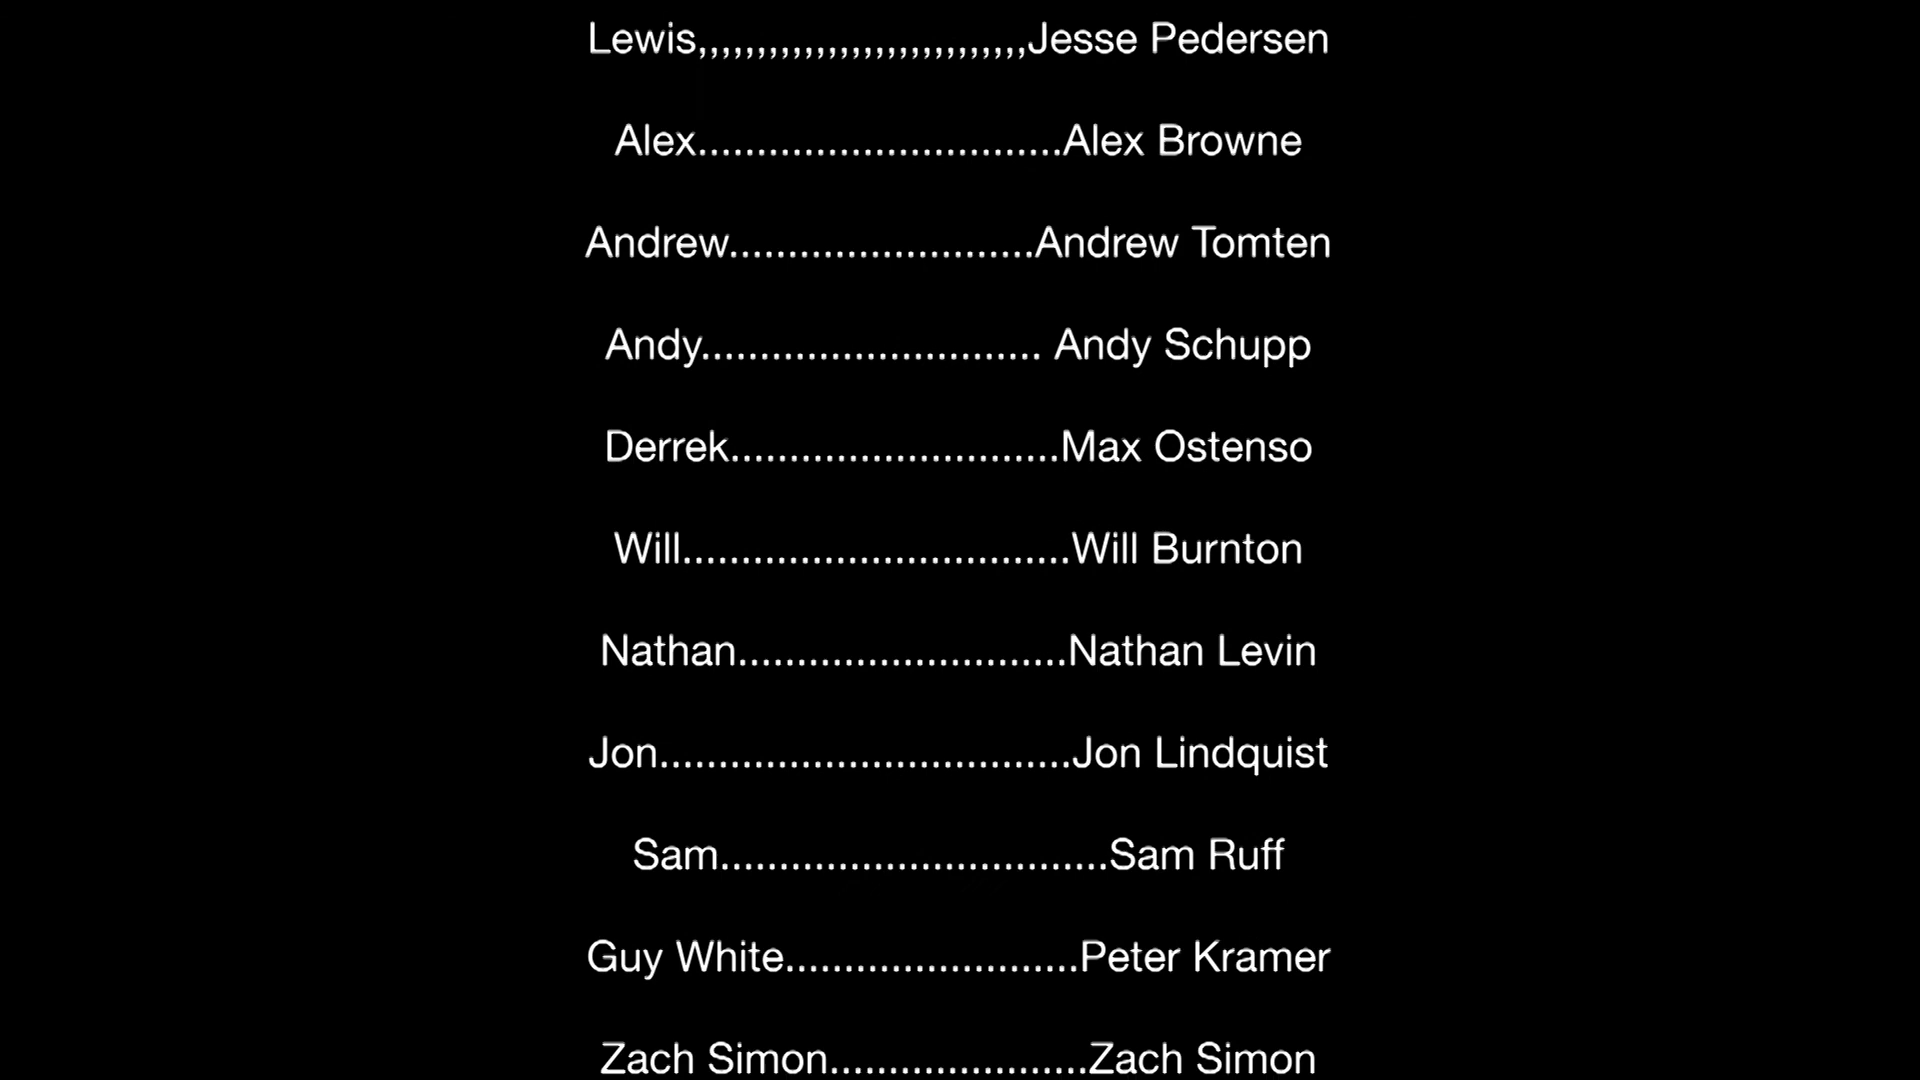 Lewis,,,,,,,,,,,,,,,,,,,,,,,,,,,,Jesse Pedersen
Alex...............................Alex Browne
Andrew..........................Andrew Tomten
Andy............................. Andy Schupp
Derrek............................Max Ostenso
Will.................................Will Burnton
Nathan............................Nathan Levin
Jon...................................Jon Lindquist
Sam.................................Sam Ruff
Guy White.........................Peter Kramer
Zach Simon......................Zach Simon